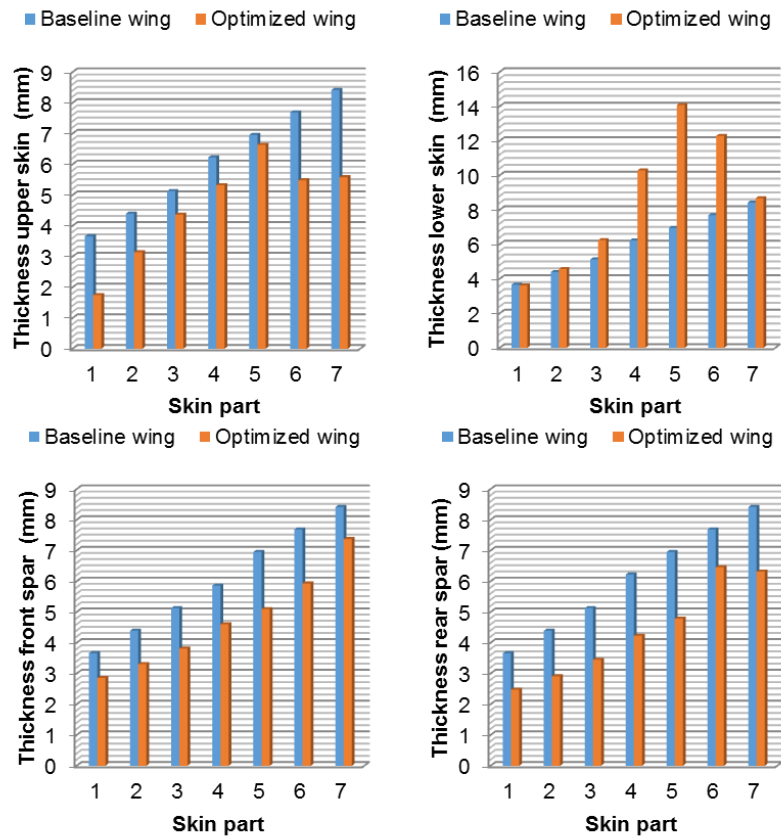 Baseline wing Optimized wing
Thickness upper skin (mm)
9
8
7
6
5
4
3
2
1
0
1 2 3 4 5 6 7
Skin part
Baseline wing Optimized wing
Thickness lower skin (mm)
16
14
12
10
8
6
4
2
0
1 2 3 4 5 6 7
Skin part
Baseline wing Optimized wing
Thickness front spar (mm)
9
8
7
6
5
4
3
2
1
0
1 2 3 4 5 6 7
Skin part
Baseline wing Optimized wing
Thickness rear spar (mm)
9
8
7
6
5
4
3
2
1
0
1 2 3 4 5 6 7
Skin part